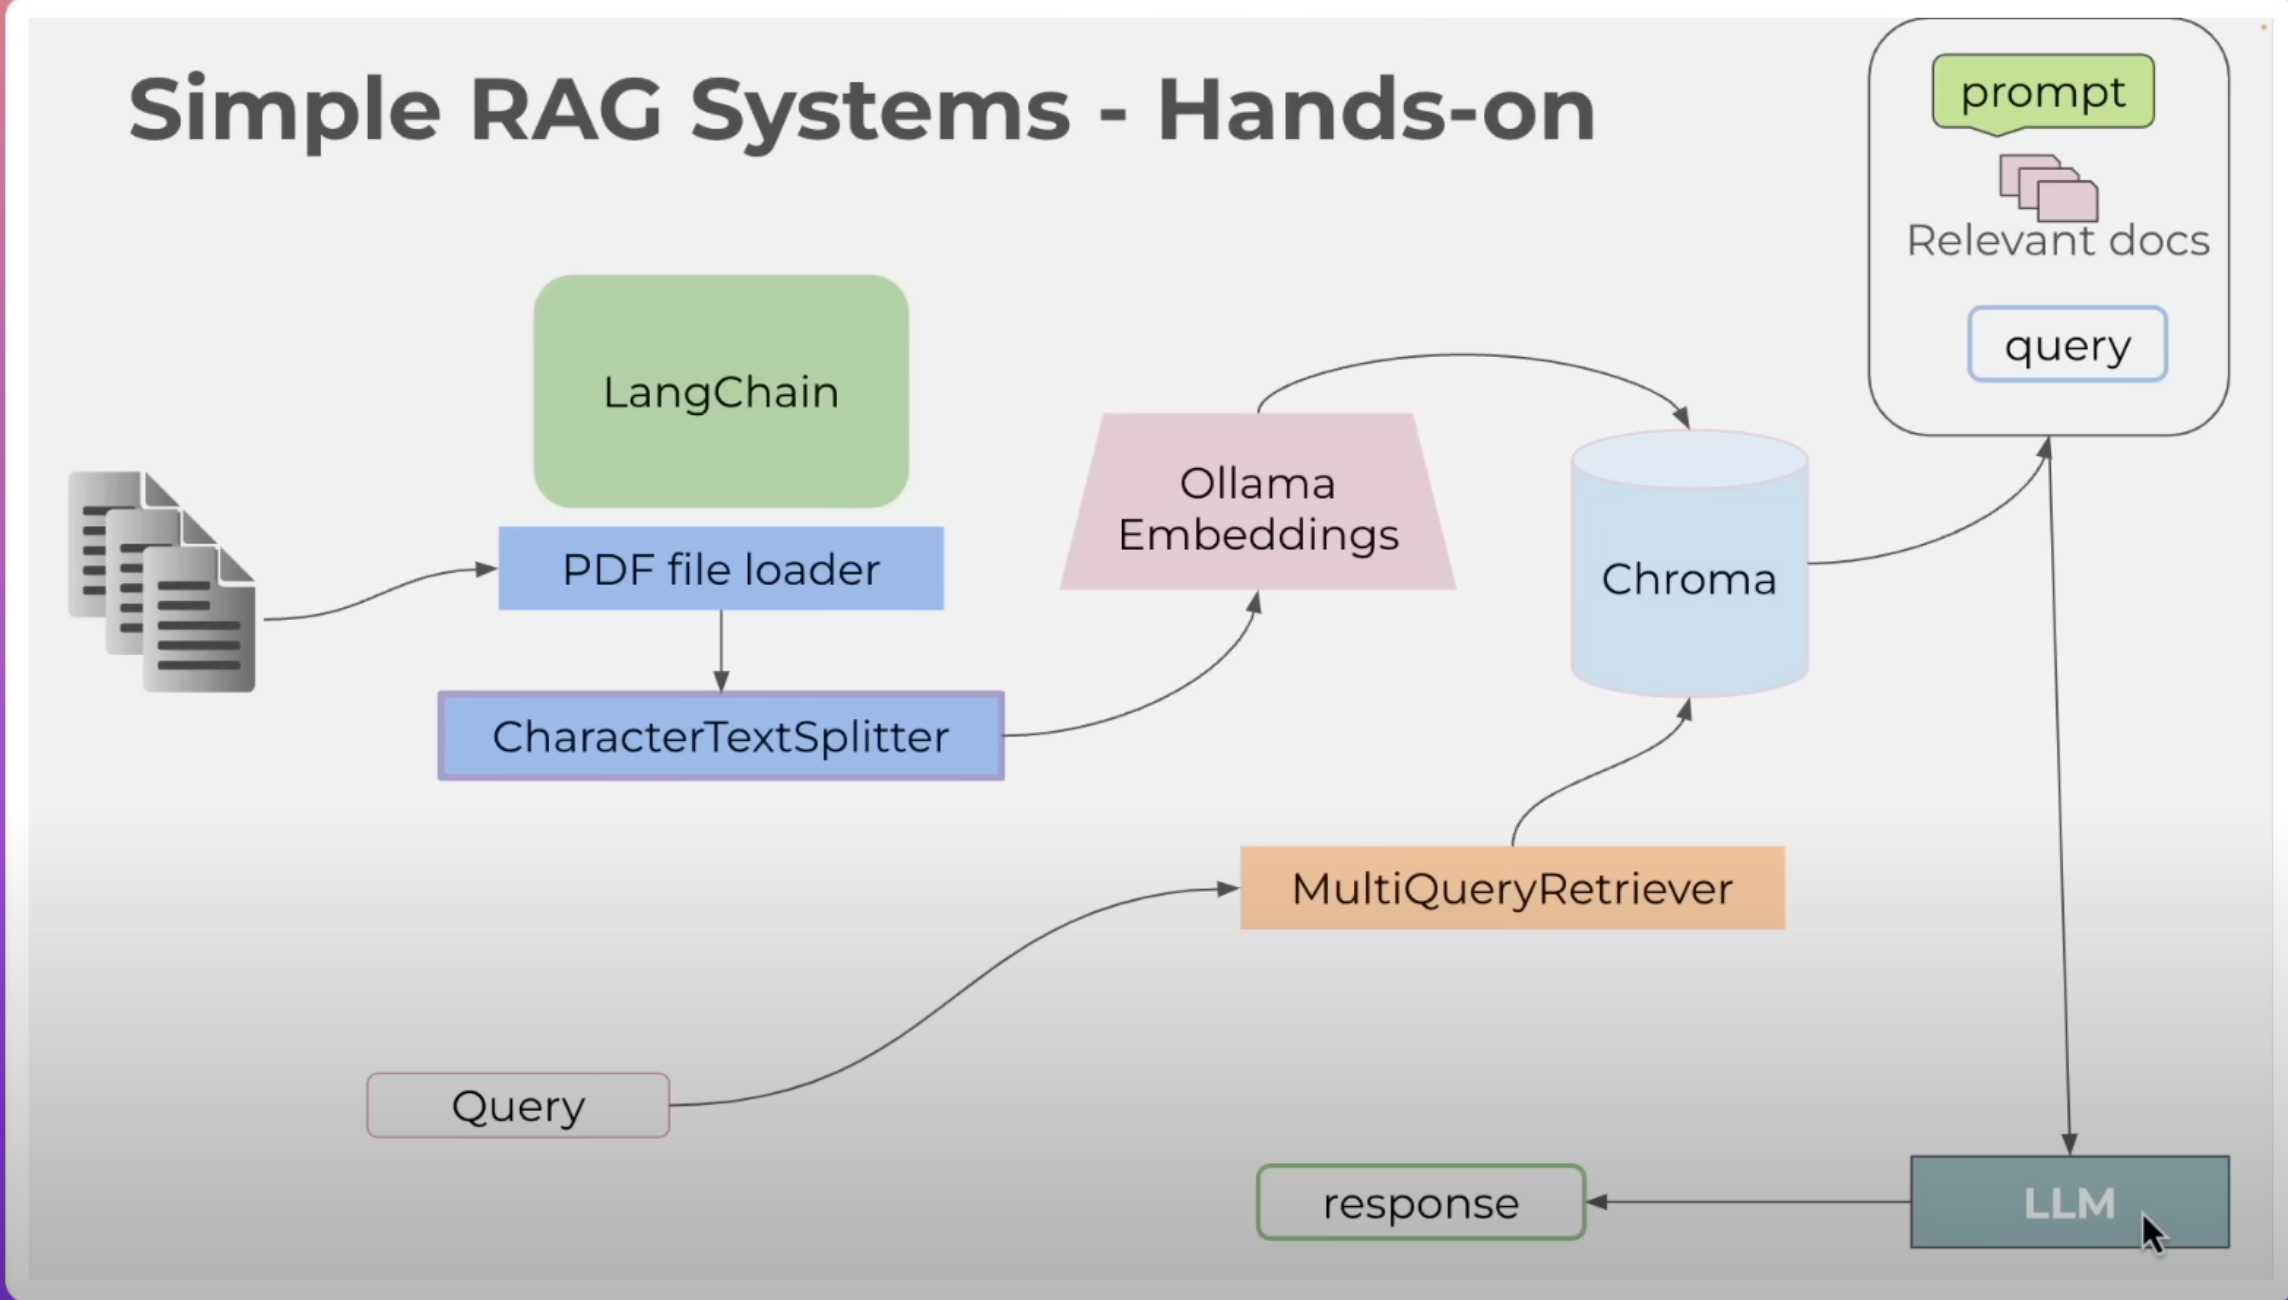 Simple RAG Systems - Hands-on
prompt
Relevant docs
query
LangChain
Ollama
Embeddings
PDF file loader
Chroma
CharacterTextSplitter
MultiQueryRetriever
Query
response
LLM